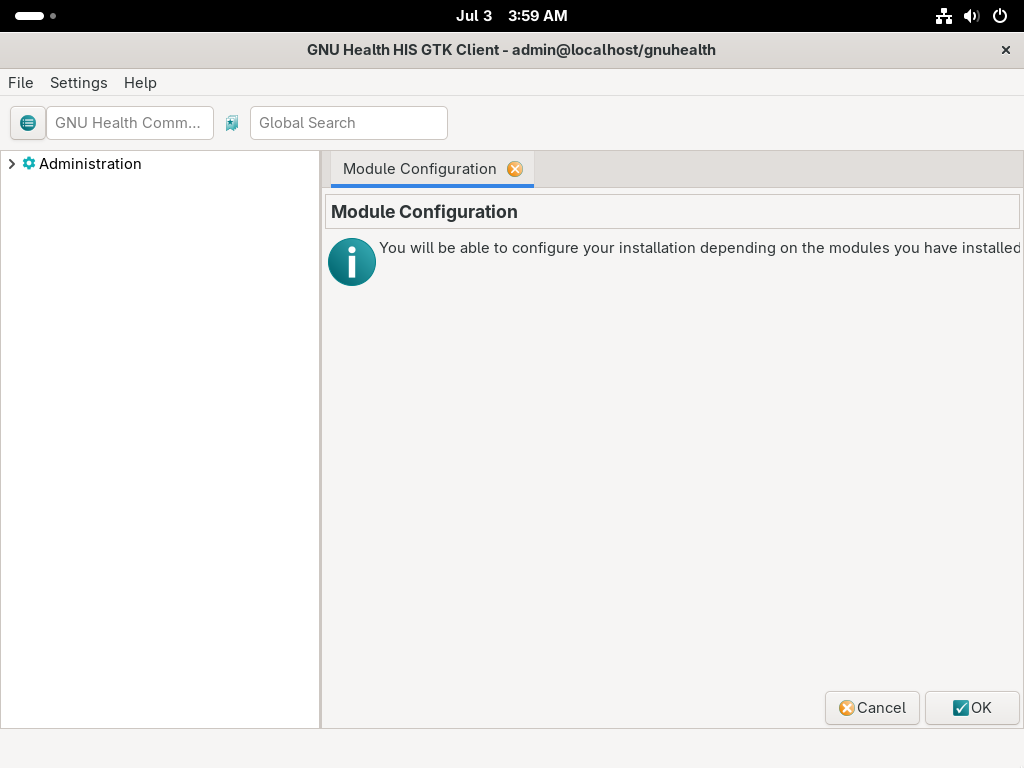 Jul 3 3:59 AM
GNU Health HIS GTK Client - admin@localhost/gnuhealth
File Settings Help
GNU Health Comm... Global Search
Administration
Module Configuration
Module Configuration
You will be able to configure your installation depending on the modules you have installed
Cancel OK